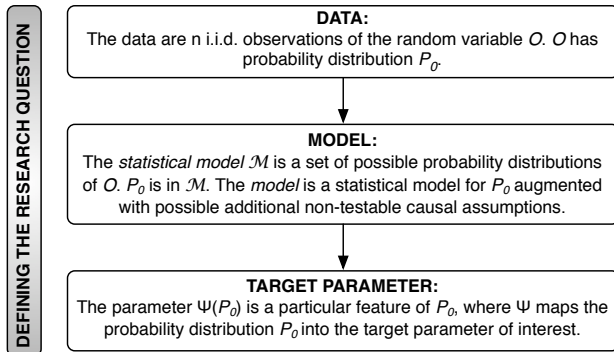 DEFINING THE RESEARCH QUESTION
DATA:
The data are n i.i.d. observations of the random variable O. O has
probability distribution P₀.
MODEL:
The statistical model ℳ is a set of possible probability distributions
of O. P₀ is in ℳ. The model is a statistical model for P₀ augmented
with possible additional non-testable causal assumptions.
TARGET PARAMETER:
The parameter Ψ(P₀) is a particular feature of P₀, where Ψ maps the
probability distribution P₀ into the target parameter of interest.